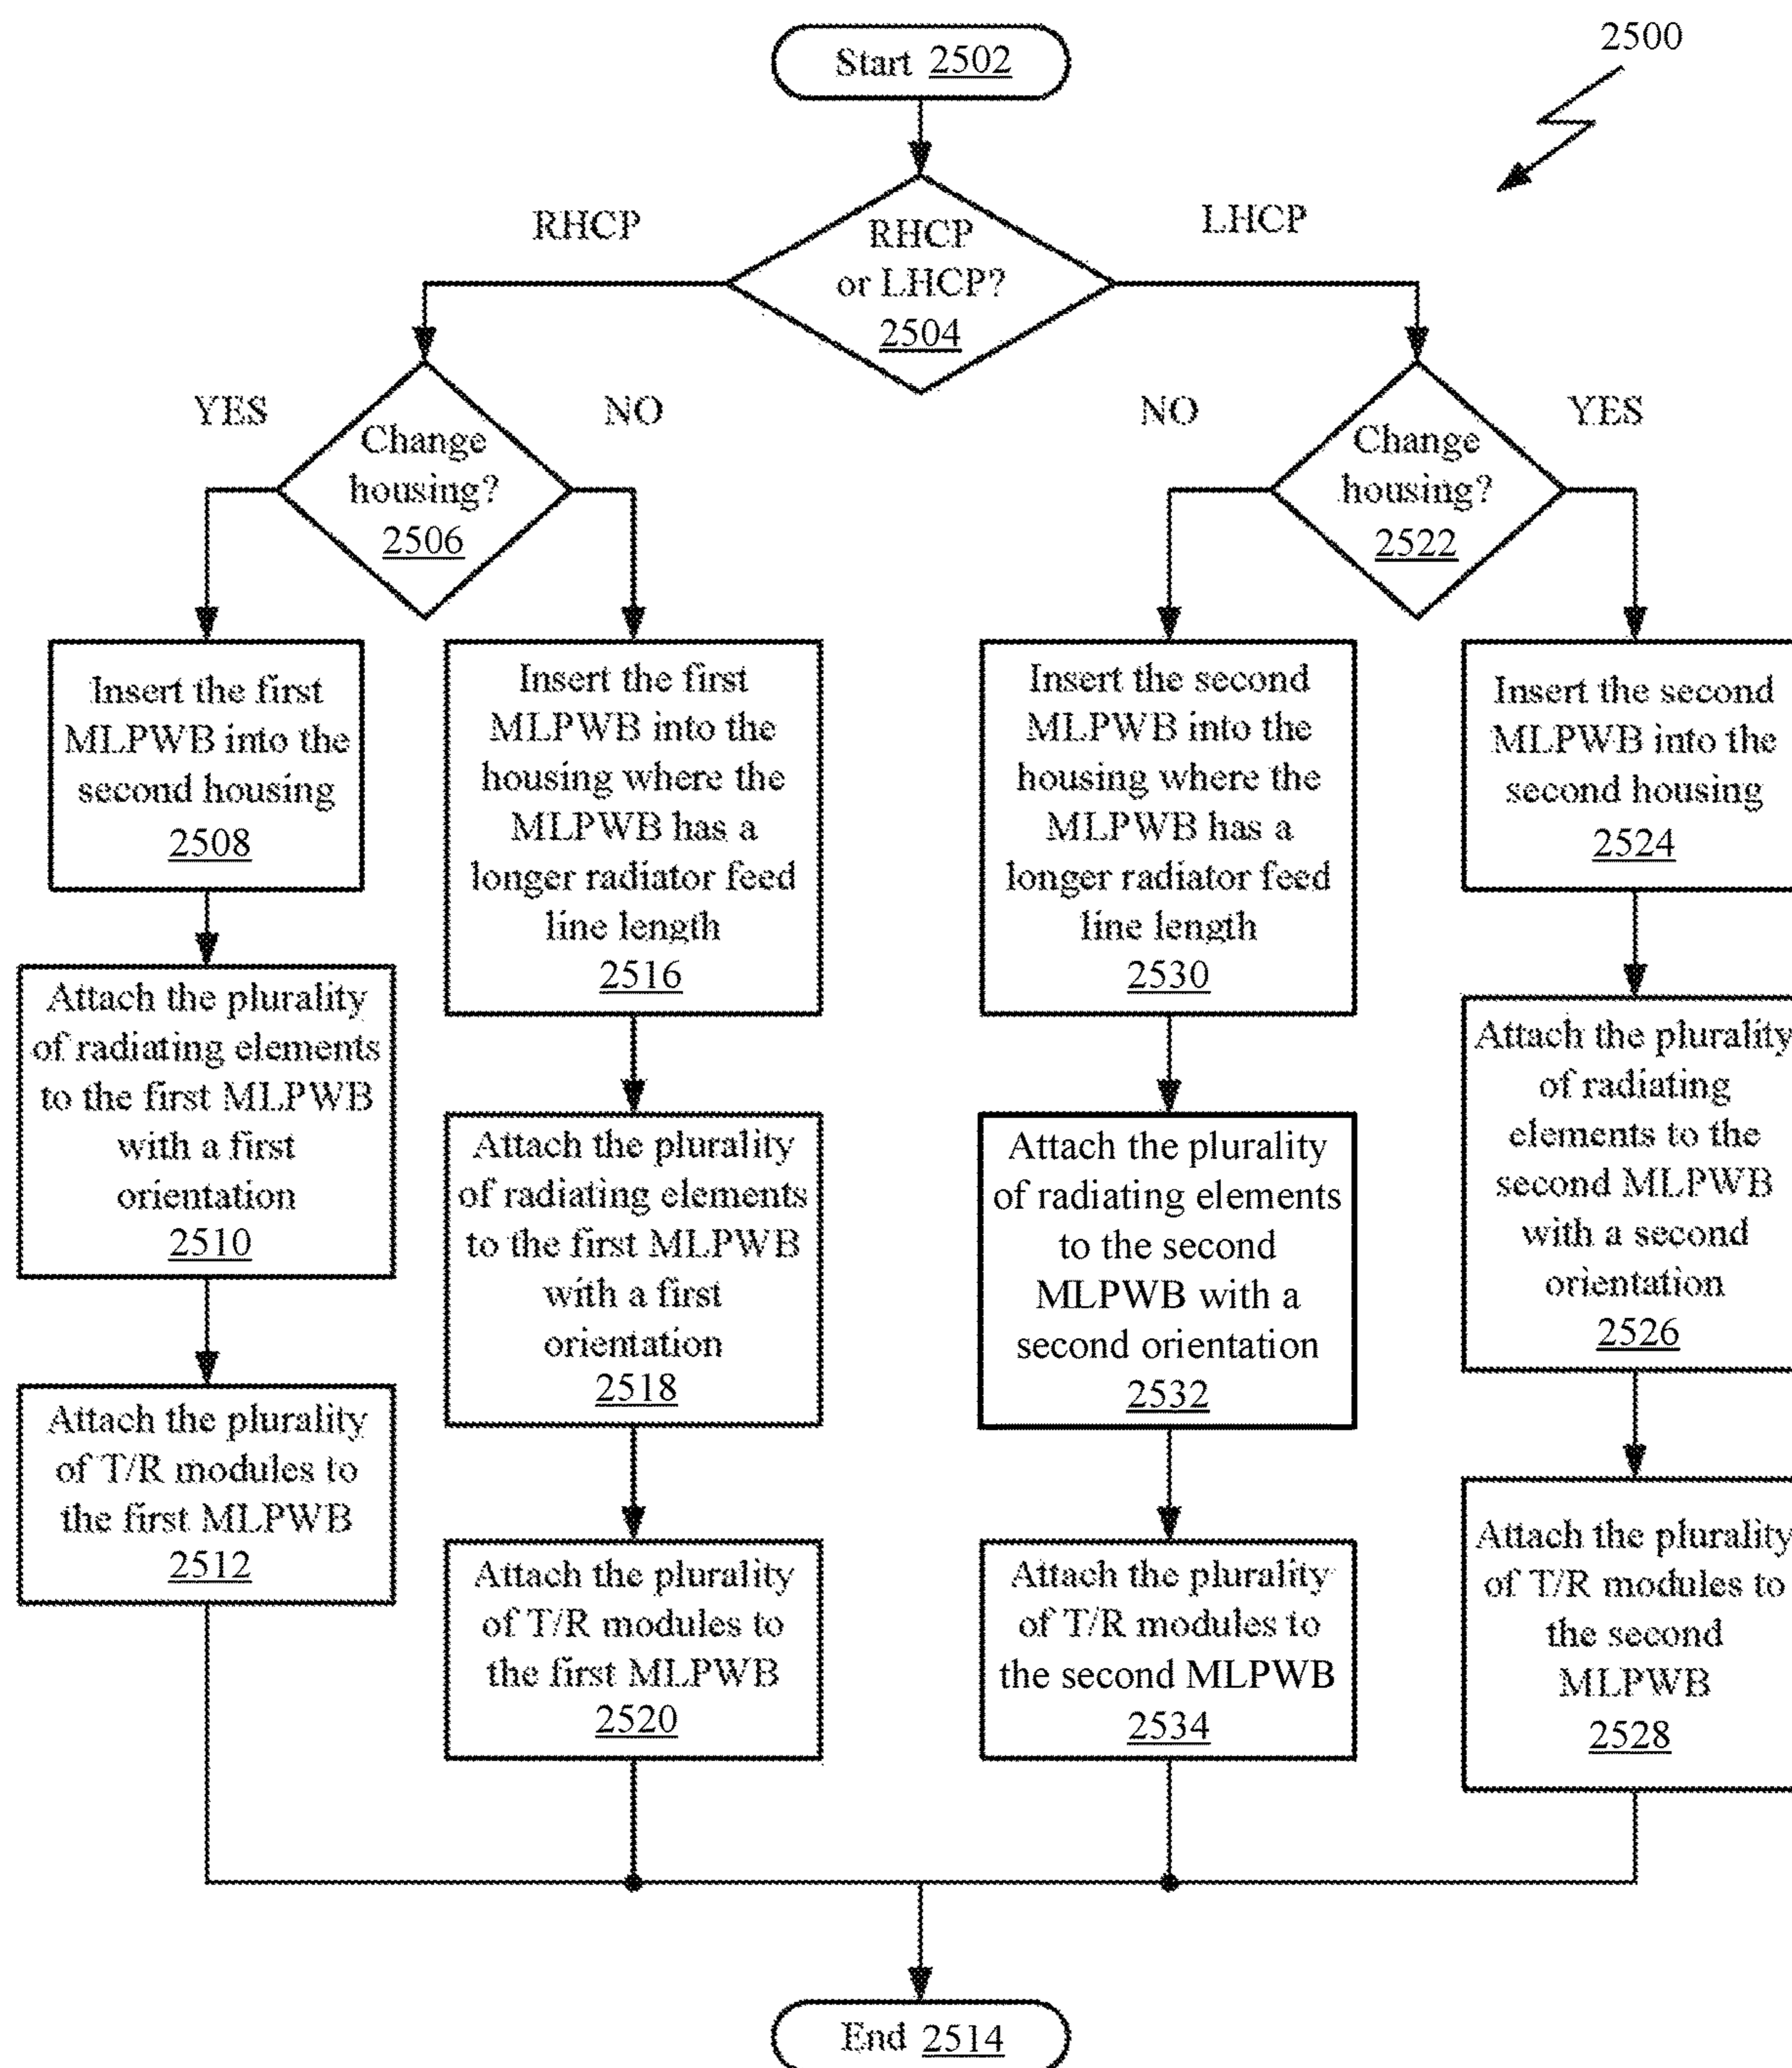 2500
Start 2502
RHCP
LHCP
RHCP
or LHCP?
2504
YES
NO
Change
housing?
2506
NO
YES
Change
housing?
2522
Insert the first
MLPWB into the
second housing
2508
Insert the first
MLPWB into the
housing where the
MLPWB has a
longer radiator feed
line length
2516
Insert the second
MLPWB into the
housing where the
MLPWB has a
longer radiator feed
line length
2530
Insert the second
MLPWB into the
second housing
2524
Attach the plurality
of radiating elements
to the first MLPWB
with a first
orientation
2510
Attach the plurality
of radiating elements
to the first MLPWB
with a first
orientation
2518
Attach the plurality
of radiating elements
to the second
MLPWB with a
second orientation
2532
Attach the plurality
of radiating
elements to the
second MLPWB
with a second
orientation
2526
Attach the plurality
of T/R modules to
the first MLPWB
2512
Attach the plurality
of T/R modules to
the first MLPWB
2520
Attach the plurality
of T/R modules to
the second MLPWB
2534
Attach the plurality
of T/R modules to
the second
MLPWB
2528
End 2514